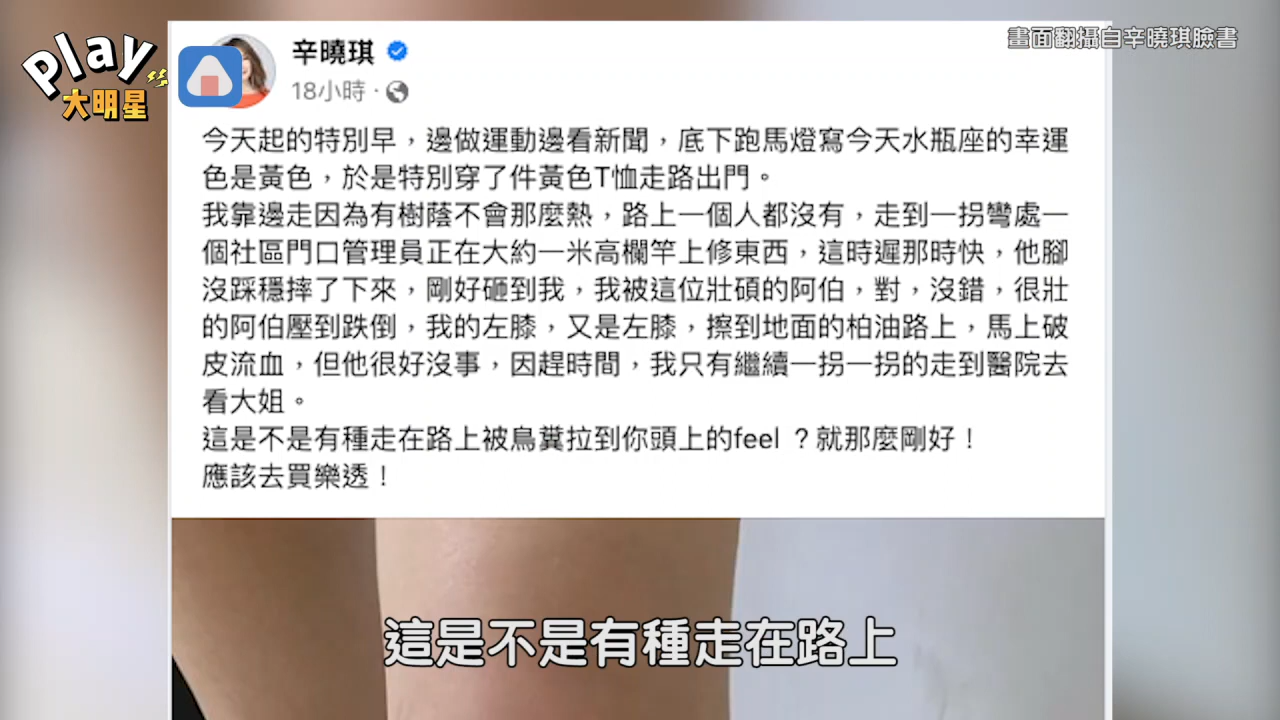 Play
大明星
畫面翻攝自辛曉琪臉書
辛曉琪
18小時 ·
今天起的特別早，邊做運動邊看新聞，底下跑馬燈寫今天水瓶座的幸運
色是黃色，於是特別穿了件黃色T恤走路出門。
我靠邊走因為有樹蔭不會那麼熱，路上一個人都沒有，走到一拐彎處一
個社區門口管理員正在大約一米高欄竿上修東西，這時遲那時快，他腳
沒踩穩摔了下來，剛好砸到我，我被這位壯碩的阿伯，對，沒錯，很壯
的阿伯壓到跌倒，我的左膝，又是左膝，擦到地面的柏油路上，馬上破
皮流血，但他很好沒事，因趕時間，我只有繼續一拐一拐的走到醫院去
看大姐。
這是不是有種走在路上被鳥糞拉到你頭上的feel ？就那麼剛好！
應該去買樂透！
這是不是有種走在路上